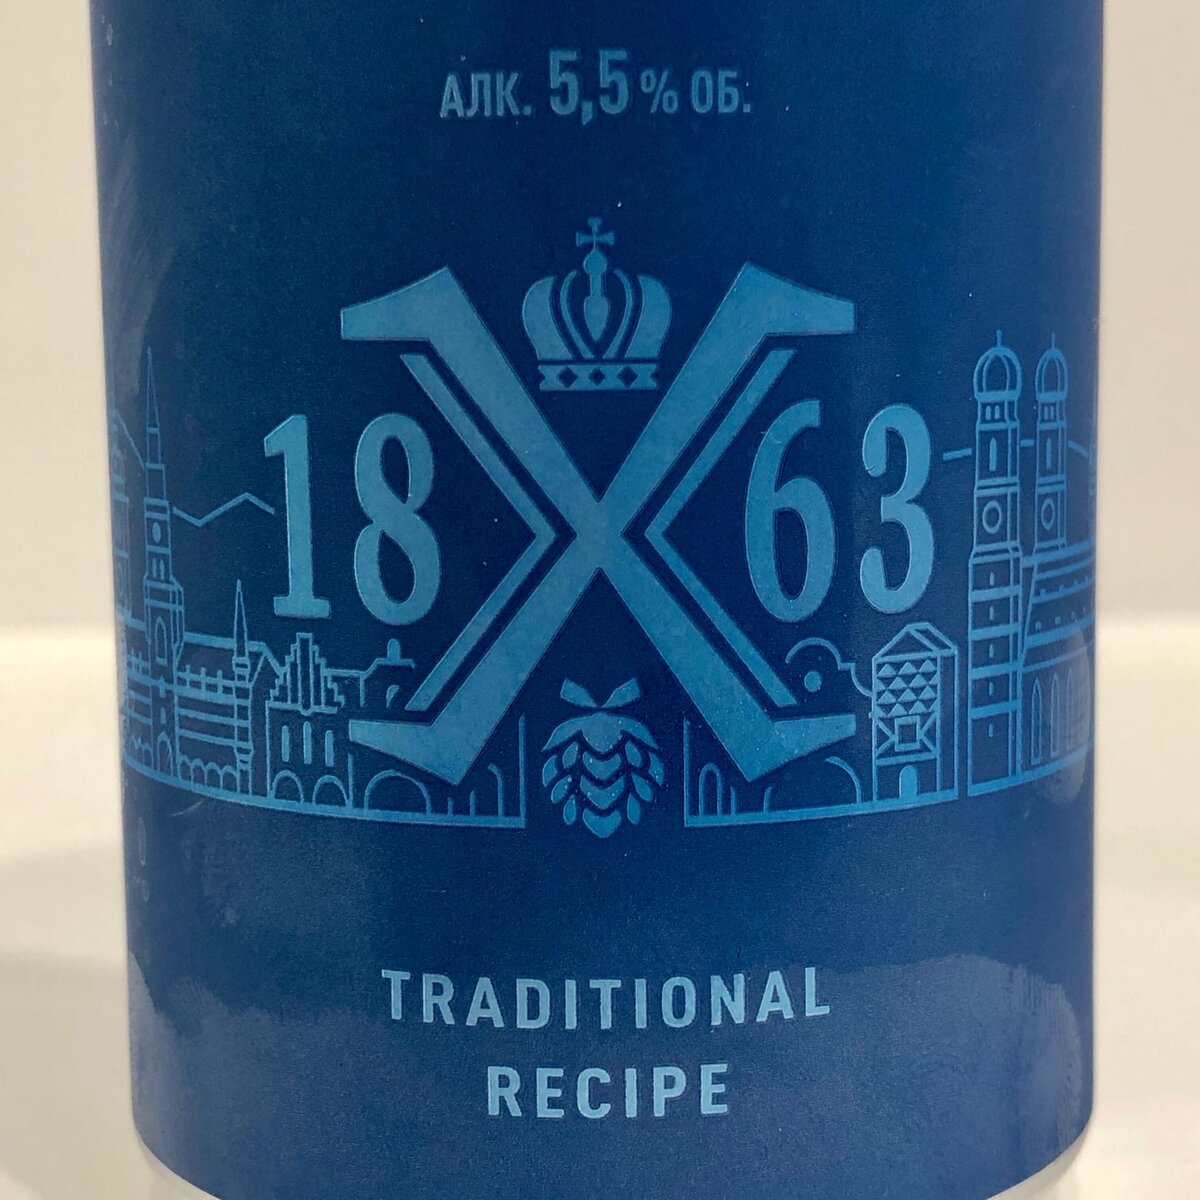 АЛК. 5,5 % ОБ.
18 X 63
TRADITIONAL
RECIPE